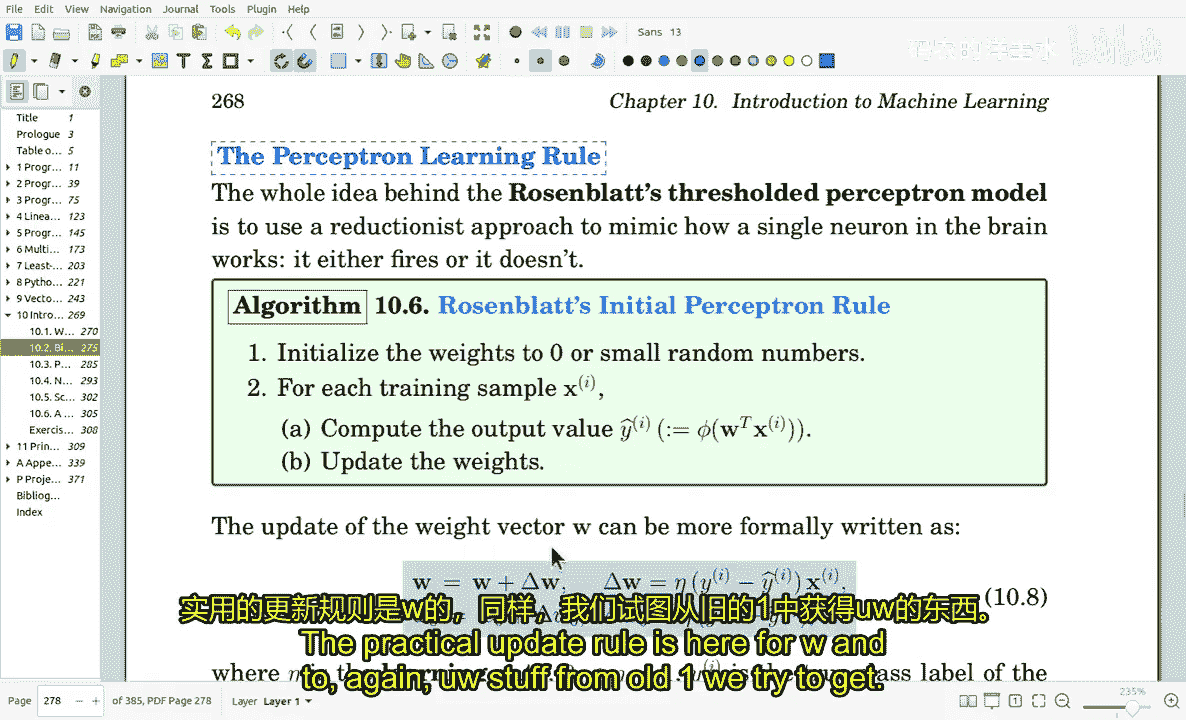 File Edit View Navigation Journal Tools Plugin Help
Sans 13
Title 1
Prologue 3
Table o... 5
1 Progr... 11
2 Progr... 39
3 Progr... 75
4 Linea... 123
5 Progr... 145
6 Multi... 173
7 Least-... 203
8 Pytho... 221
9 Vecto... 243
10 Intro... 269
10.1. W... 270
10.2. Bi... 275
10.3. P... 285
10.4. N... 293
10.5. Sc... 302
10.6. A ... 305
Exercis... 308
11 Prin... 309
A Appe... 339
P Proje... 371
Bibliog...
Index
268 Chapter 10. Introduction to Machine Learning
The Perceptron Learning Rule
The whole idea behind the Rosenblatt's thresholded perceptron model
is to use a reductionist approach to mimic how a single neuron in the brain
works: it either fires or it doesn't.
Algorithm 10.6. Rosenblatt's Initial Perceptron Rule
1. Initialize the weights to 0 or small random numbers.
2. For each training sample x^(i),
(a) Compute the output value ŷ^(i) (:= ϕ(w^T x^(i))).
(b) Update the weights.
The update of the weight vector w can be more formally written as:
w = w + Δw, Δw = η(y^(i) − ŷ^(i)) x^(i),
(10.8)
实用的更新规则是w的，同样，我们试图从旧的1中获得uw的东西。
The practical update rule is here for w and
to, again, uw stuff from old 1 we try to get.
where
class label of the
Page 278 of 385, PDF Page 278 Layer Layer 1
235%